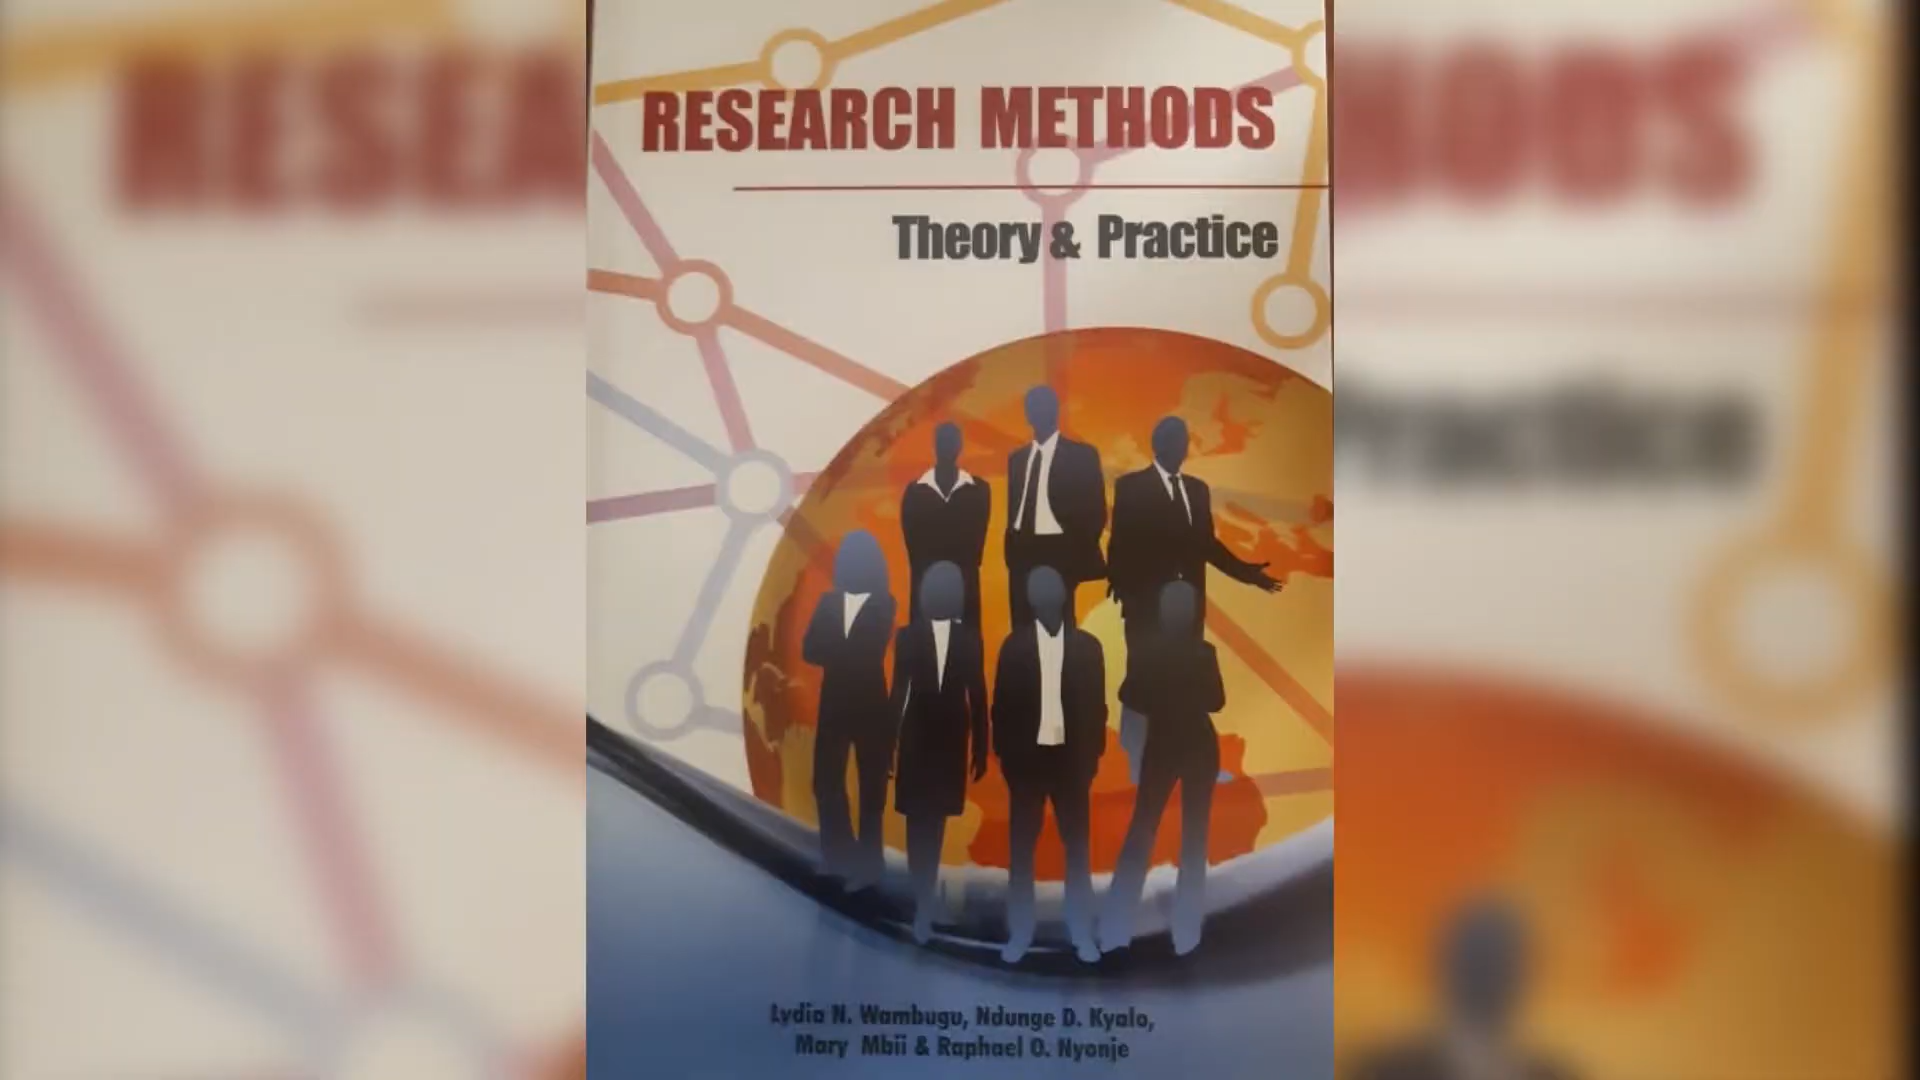 RESEARCH METHODS
Theory & Practice
Lydia N. Wambugu, Ndunge D. Kyalo,
Mary Mbii & Raphael O. Nyonje